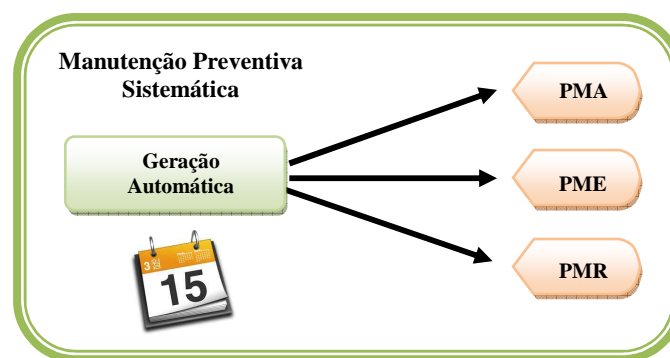 Manutenção Preventiva
Sistemática
Geração
Automática
PMA
PME
PMR
15